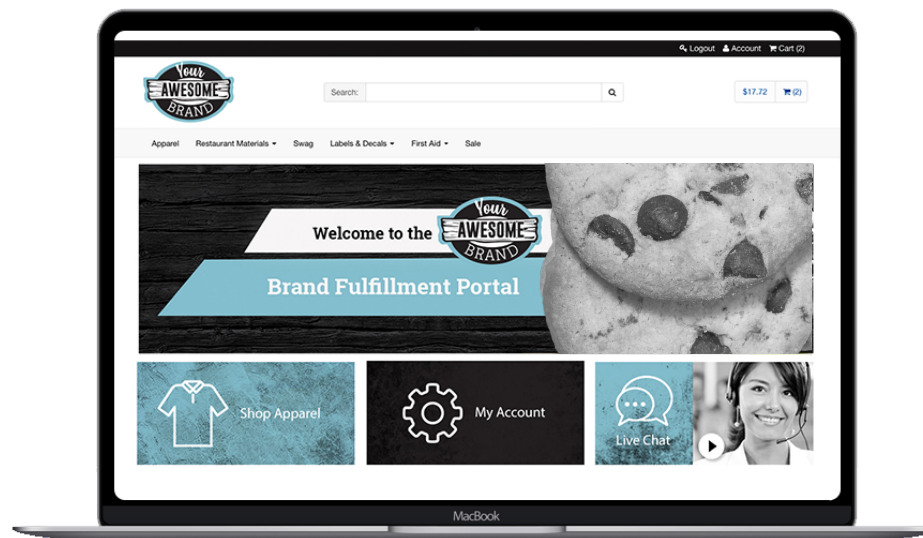 Logout Account Cart (2)
Your
AWESOME
BRAND
Search:
$17.72 (2)
Apparel Restaurant Materials Swag Labels & Decals First Aid Sale
Welcome to the Your AWESOME BRAND
Brand Fulfillment Portal
Shop Apparel
My Account
Live Chat
MacBook